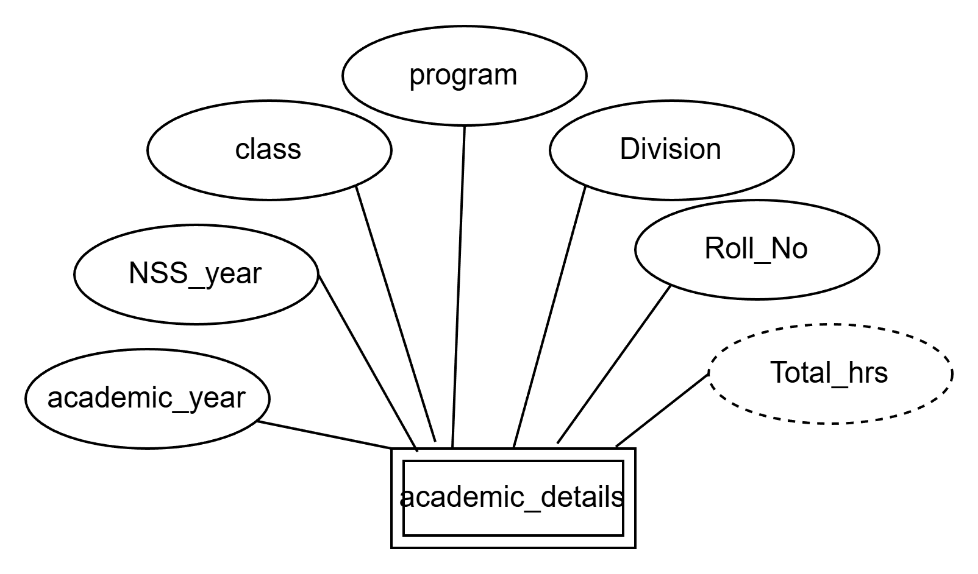 program
class
Division
NSS_year
Roll_No
academic_year
Total_hrs
academic_details